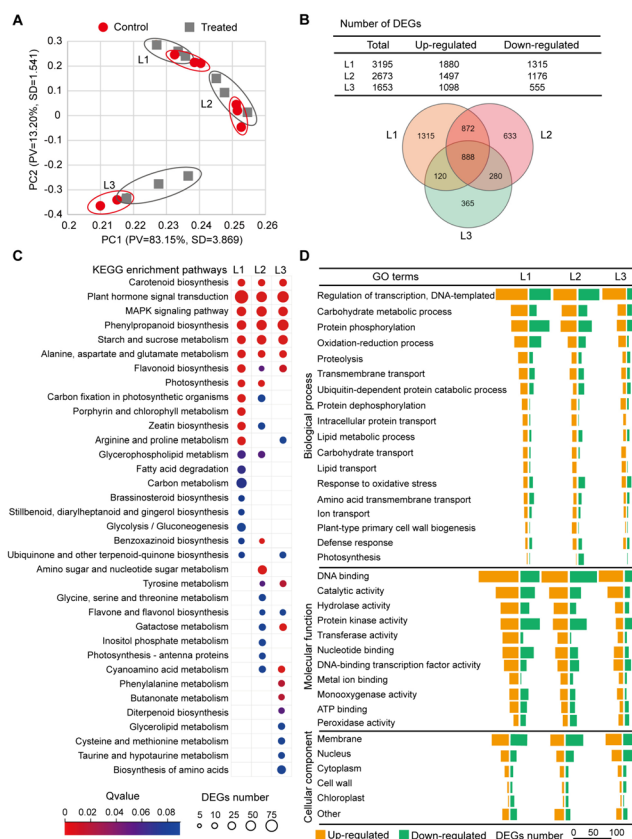 A
Control Treated
0.4
0.3
0.2
0.1
0
-0.1
-0.2
-0.3
-0.4
PC2 (PV=13.20%, SD=1.541)
L1
L2
L3
0.2 0.21 0.22 0.23 0.24 0.25 0.26
PC1 (PV=83.15%, SD=3.869)
B
Number of DEGs
Total Up-regulated Down-regulated
L1 3195 1880 1315
L2 2673 1497 1176
L3 1653 1098 555
L1 1315 872 633 L2
888
120 280
365
L3
C
KEGG enrichment pathways L1 L2 L3
Carotenoid biosynthesis
Plant hormone signal transduction
MAPK signaling pathway
Phenylpropanoid biosynthesis
Starch and sucrose metabolism
Alanine, aspartate and glutamate metabolism
Flavonoid biosynthesis
Photosynthesis
Carbon fixation in photosynthetic organisms
Porphyrin and chlorophyll metabolism
Zeatin biosynthesis
Arginine and proline metabolism
Glycerophospholipid metabolism
Fatty acid degradation
Carbon metabolism
Brassinosteroid biosynthesis
Stillbenoid, diarylheptanoid and gingerol biosynthesis
Glycolysis / Gluconeogenesis
Benzoxazinoid biosynthesis
Ubiquinone and other terpenoid-quinone biosynthesis
Amino sugar and nucleotide sugar metabolism
Tyrosine metabolism
Glycine, serine and threonine metabolism
Flavone and flavonol biosynthesis
Gatactose metabolism
Inositol phosphate metabolism
Photosynthesis - antenna proteins
Cyanoamino acid metabolism
Phenylalanine metabolism
Butanonate metabolism
Diterpenoid biosynthesis
Glycerolipid metabolism
Cysteine and methionine metabolism
Taurine and hypotaurine metabolism
Biosynthesis of amino acids
Qvalue
0 0.04 0.08
DEGs number
5 10 25 50 75
D
GO terms L1 L2 L3
Biological process
Regulation of transcription, DNA-templated
Carbohydrate metabolic process
Protein phosphorylation
Oxidation-reduction process
Proteolysis
Transmembrane transport
Ubiquitin-dependent protein catabolic process
Protein dephosphorylation
Intracellular protein transport
Lipid metabolic process
Carbohydrate transport
Lipid transport
Response to oxidative stress
Amino acid transmembrane transport
Ion transport
Plant-type primary cell wall biogenesis
Defense response
Photosynthesis
Molecular function
DNA binding
Catalytic activity
Hydrolase activity
Protein kinase activity
Transferase activity
Nucleotide binding
DNA-binding transcription factor activity
Metal ion binding
Monooxygenase activity
ATP binding
Peroxidase activity
Cellular component
Membrane
Nucleus
Cytoplasm
Cell wall
Chloroplast
Other
Up-regulated Down-regulated DEGs number 0 50 100